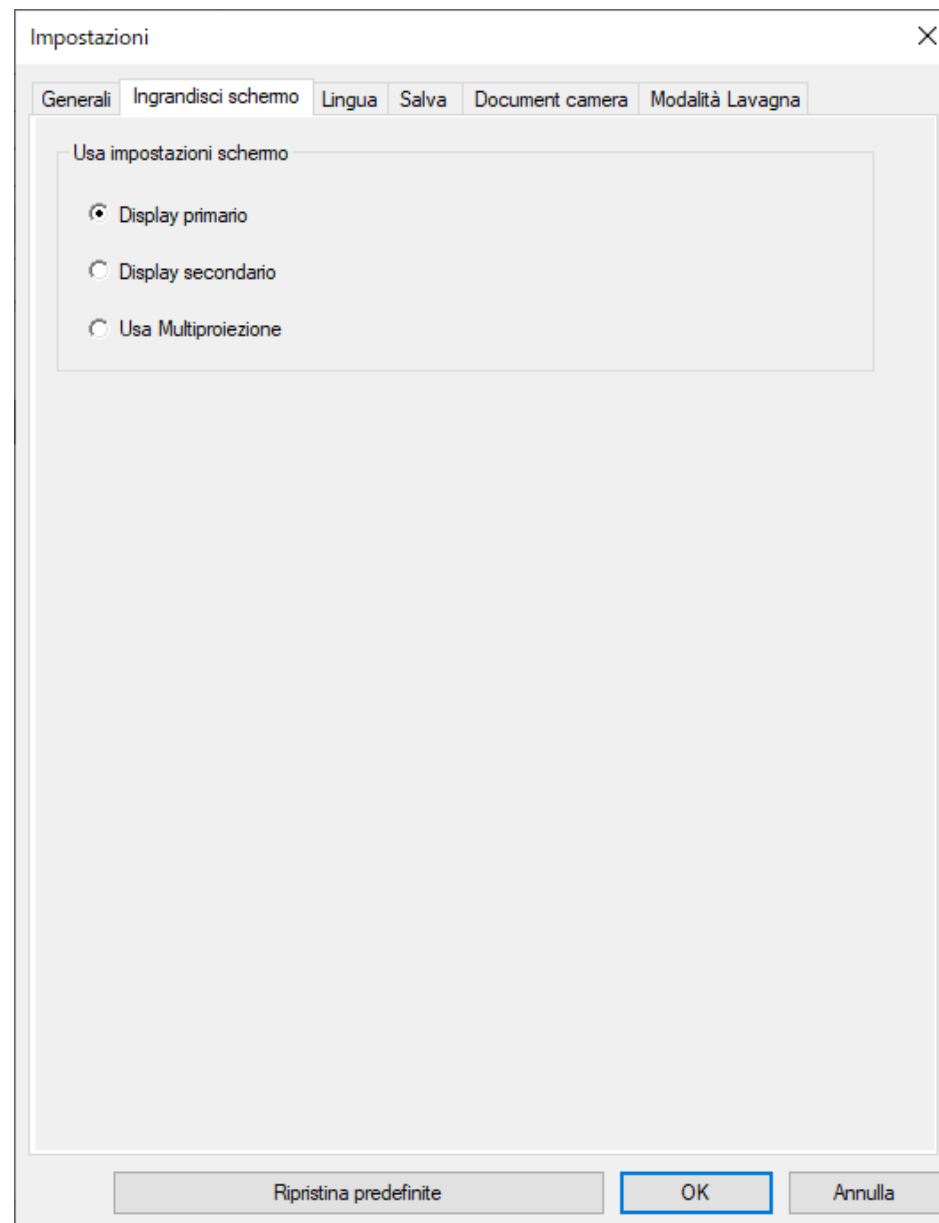 Impostazioni
Generali Ingrandisci schermo Lingua Salva Document camera Modalità Lavagna
Usa impostazioni schermo
Display primario
Display secondario
Usa Multiproiezione
Ripristina predefinite OK Annulla